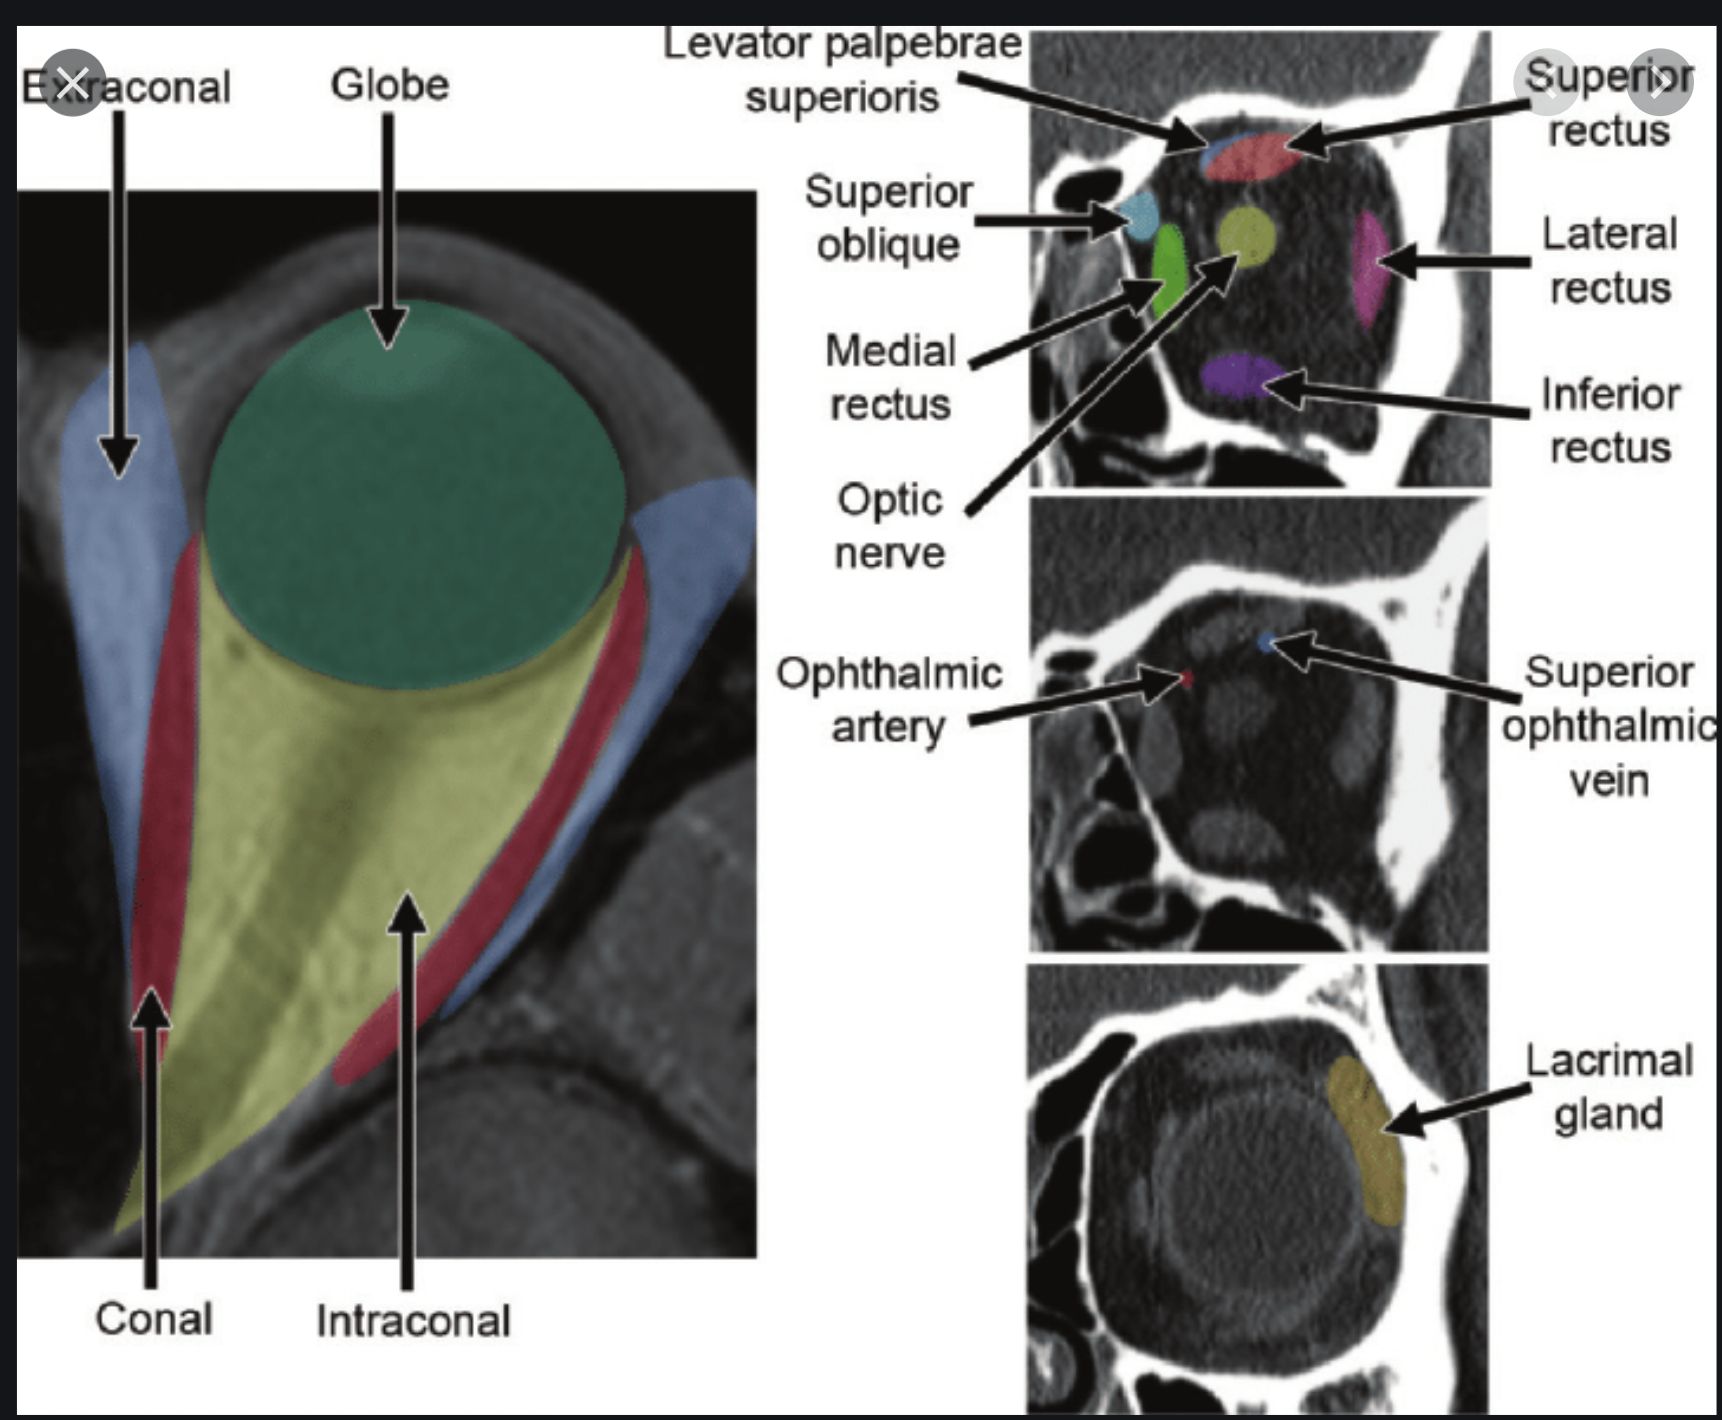 Extraconal
Globe
Levator palpebrae
superioris
Superior
rectus
Superior
oblique
Lateral
rectus
Medial
rectus
Inferior
rectus
Optic
nerve
Ophthalmic
artery
Superior
ophthalmic
vein
Lacrimal
gland
Conal
Intraconal